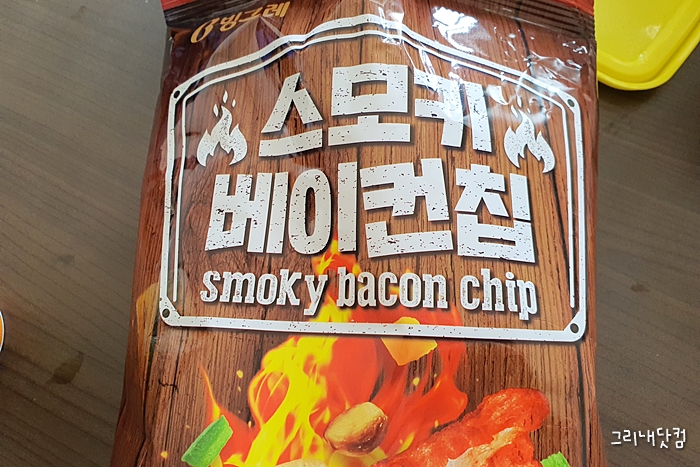 빙그레
스모키
베이컨칩
smoky bacon chip
그리내닷컴